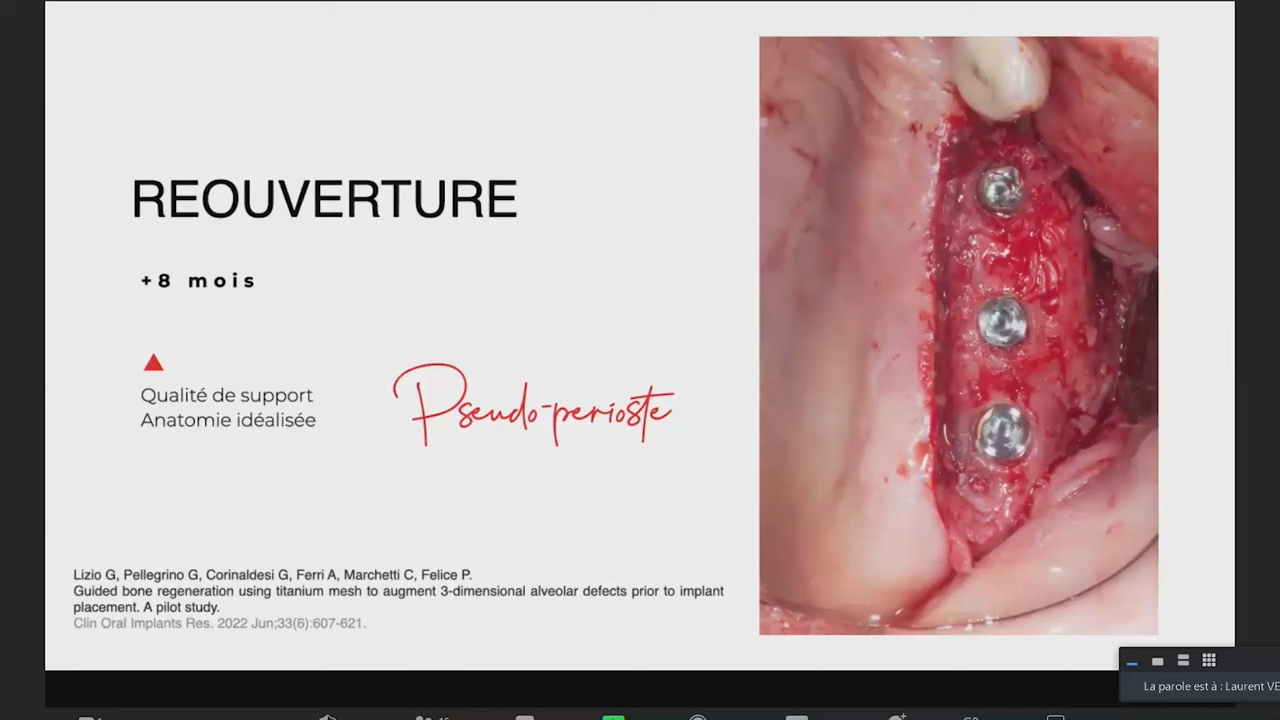 REOUVERTURE
+8 mois
Qualité de support
Anatomie idéalisée
Pseudo-perioste
Lizio G, Pellegrino G, Corinaldesi G, Ferri A, Marchetti C, Felice P.
Guided bone regeneration using titanium mesh to augment 3-dimensional alveolar defects prior to implant
placement. A pilot study.
Clin Oral Implants Res. 2022 Jun;33(6):607-621.
La parole est à : Laurent VE